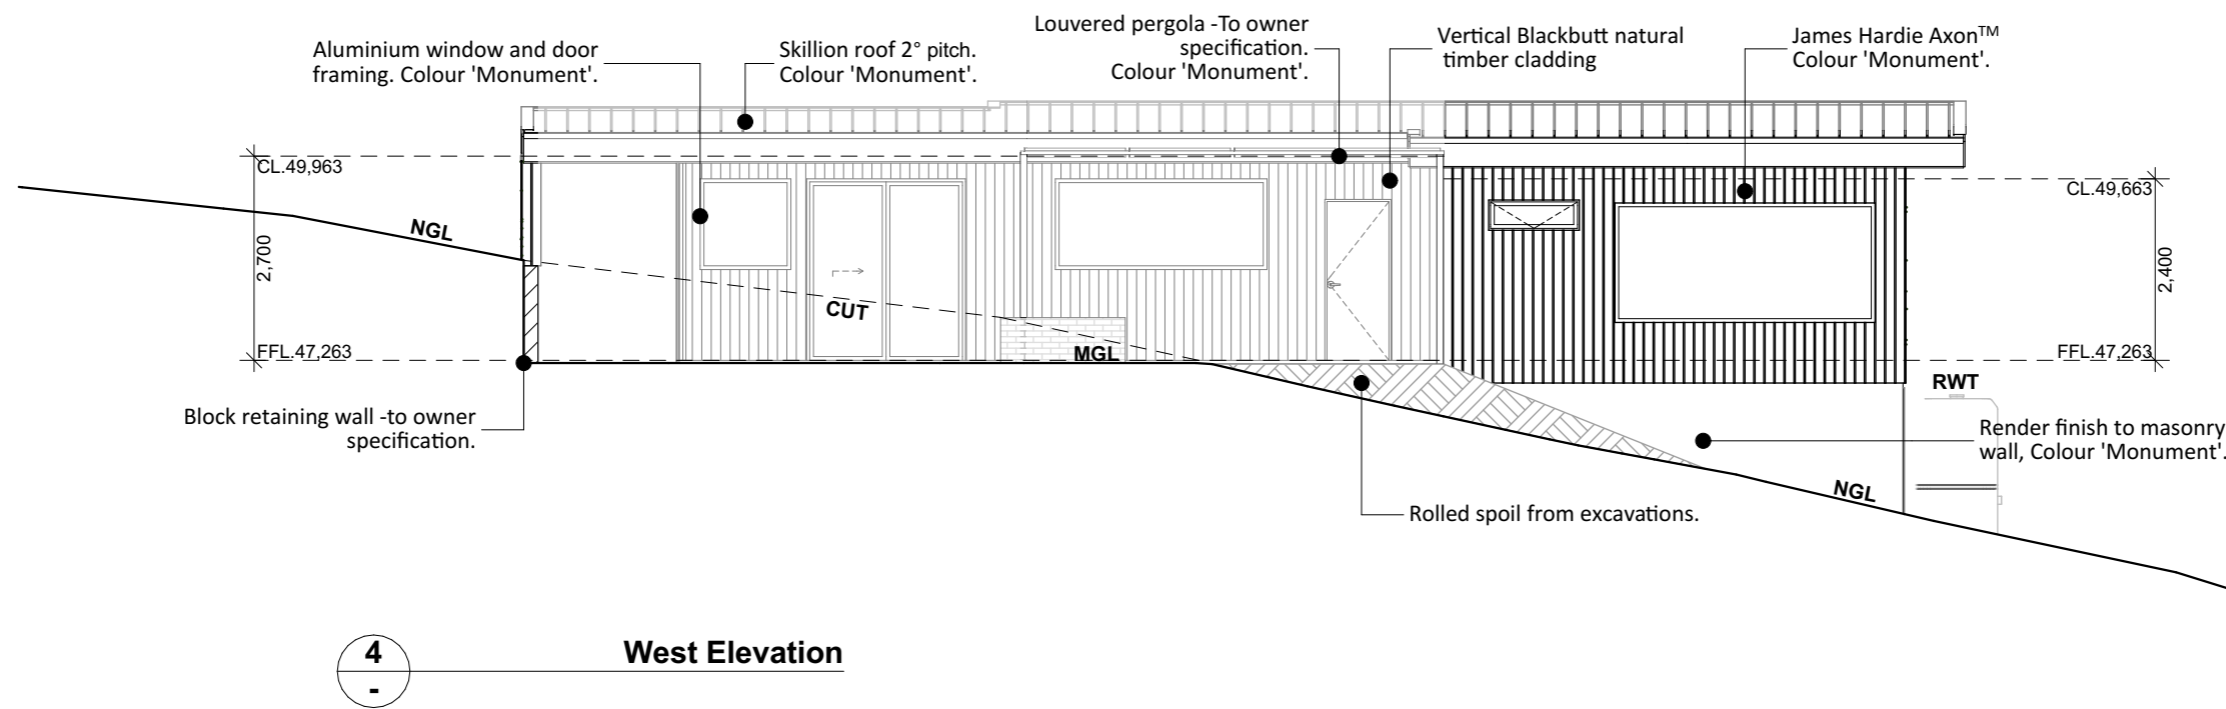 Aluminium window and door
framing. Colour 'Monument'.
Skillion roof 2° pitch.
Colour 'Monument'.
Louvered pergola -To owner
specification.
Colour 'Monument'.
Vertical Blackbutt natural
timber cladding
James Hardie Axon™
Colour 'Monument'.
CL.49,963
CL.49,663
NGL
2,700
2,400
CUT
MGL
FFL.47,263
FFL.47,263
RWT
Block retaining wall -to owner
specification.
Render finish to masonry
wall, Colour 'Monument'.
NGL
Rolled spoil from excavations.
4
-
West Elevation